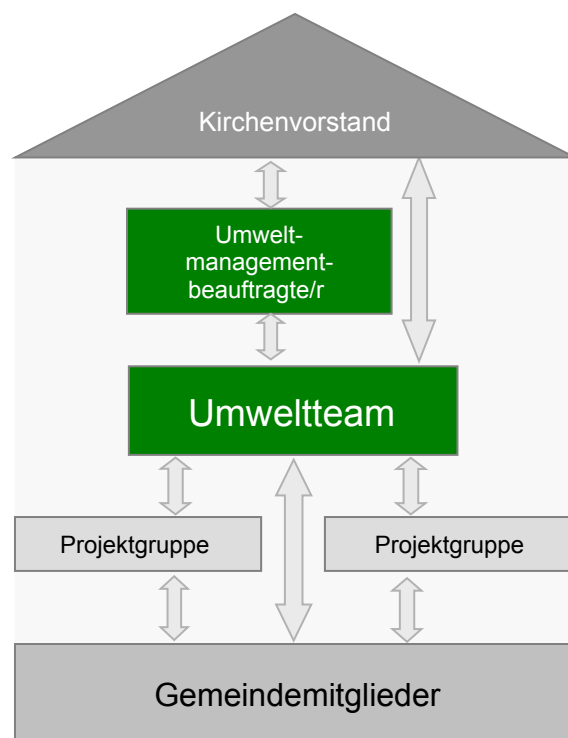 Kirchenvorstand
Umwelt-
management-
beauftragte/r
Umweltteam
Projektgruppe
Projektgruppe
Gemeindemitglieder